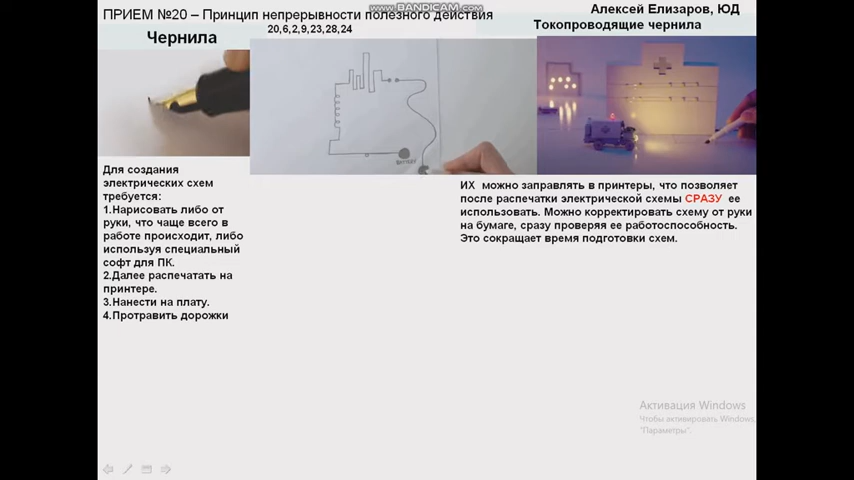 WWW.BANDICAM.COM
ПРИЕМ №20 – Принцип непрерывности полезного действия
Алексей Елизаров, ЮД
Чернила
20,6,2,9,23,28,24
Токопроводящие чернила
BATTERY
Для создания
электрических схем
требуется:
1.Нарисовать либо от
руки, что чаще всего в
работе происходит, либо
используя специальный
софт для ПК.
2.Далее распечатать на
принтере.
3.Нанести на плату.
4.Протравить дорожки
ИХ можно заправлять в принтеры, что позволяет
после распечатки электрической схемы СРАЗУ ее
использовать. Можно корректировать схему от руки
на бумаге, сразу проверяя ее работоспособность.
Это сокращает время подготовки схем.
Активация Windows
Чтобы активировать Windows,
"Параметры".